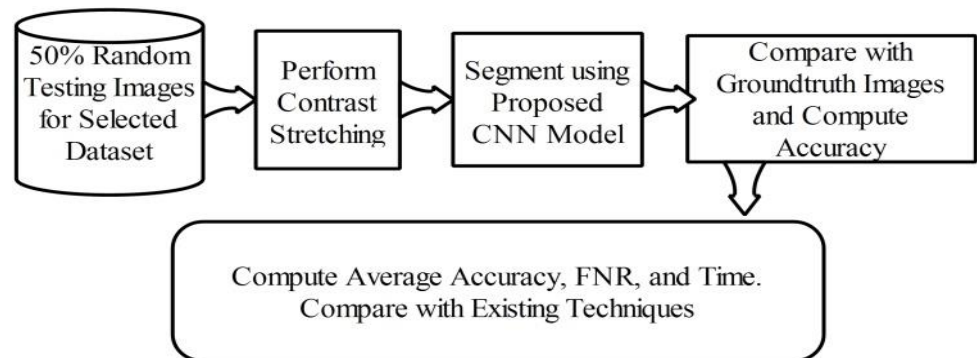 50% Random
Testing Images
for Selected
Dataset
Perform
Contrast
Stretching
Segment using
Proposed
CNN Model
Compare with
Groundtruth Images
and Compute
Accuracy
Compute Average Accuracy, FNR, and Time.
Compare with Existing Techniques